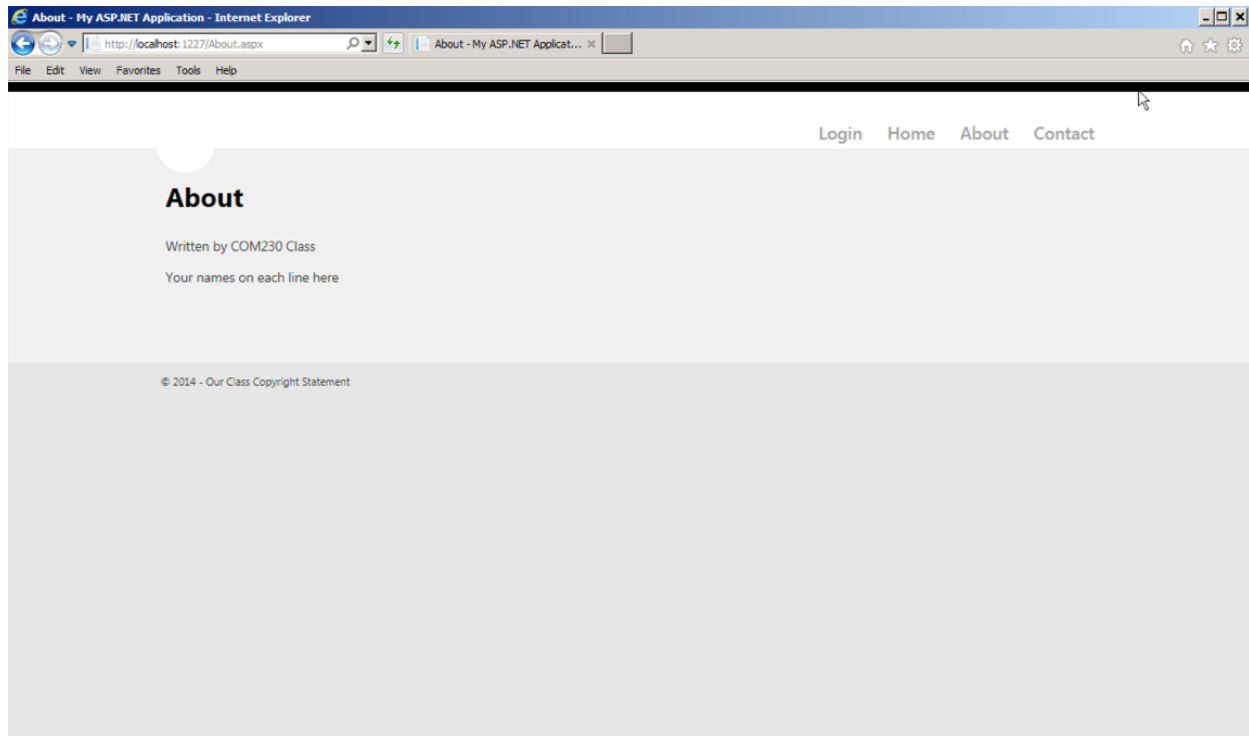 About - My ASP.NET Application - Internet Explorer
http://localhost:1227/About.aspx
About - My ASP.NET Applicat...
File Edit View Favorites Tools Help
Login Home About Contact
About
Written by COM230 Class
Your names on each line here
© 2014 - Our Class Copyright Statement